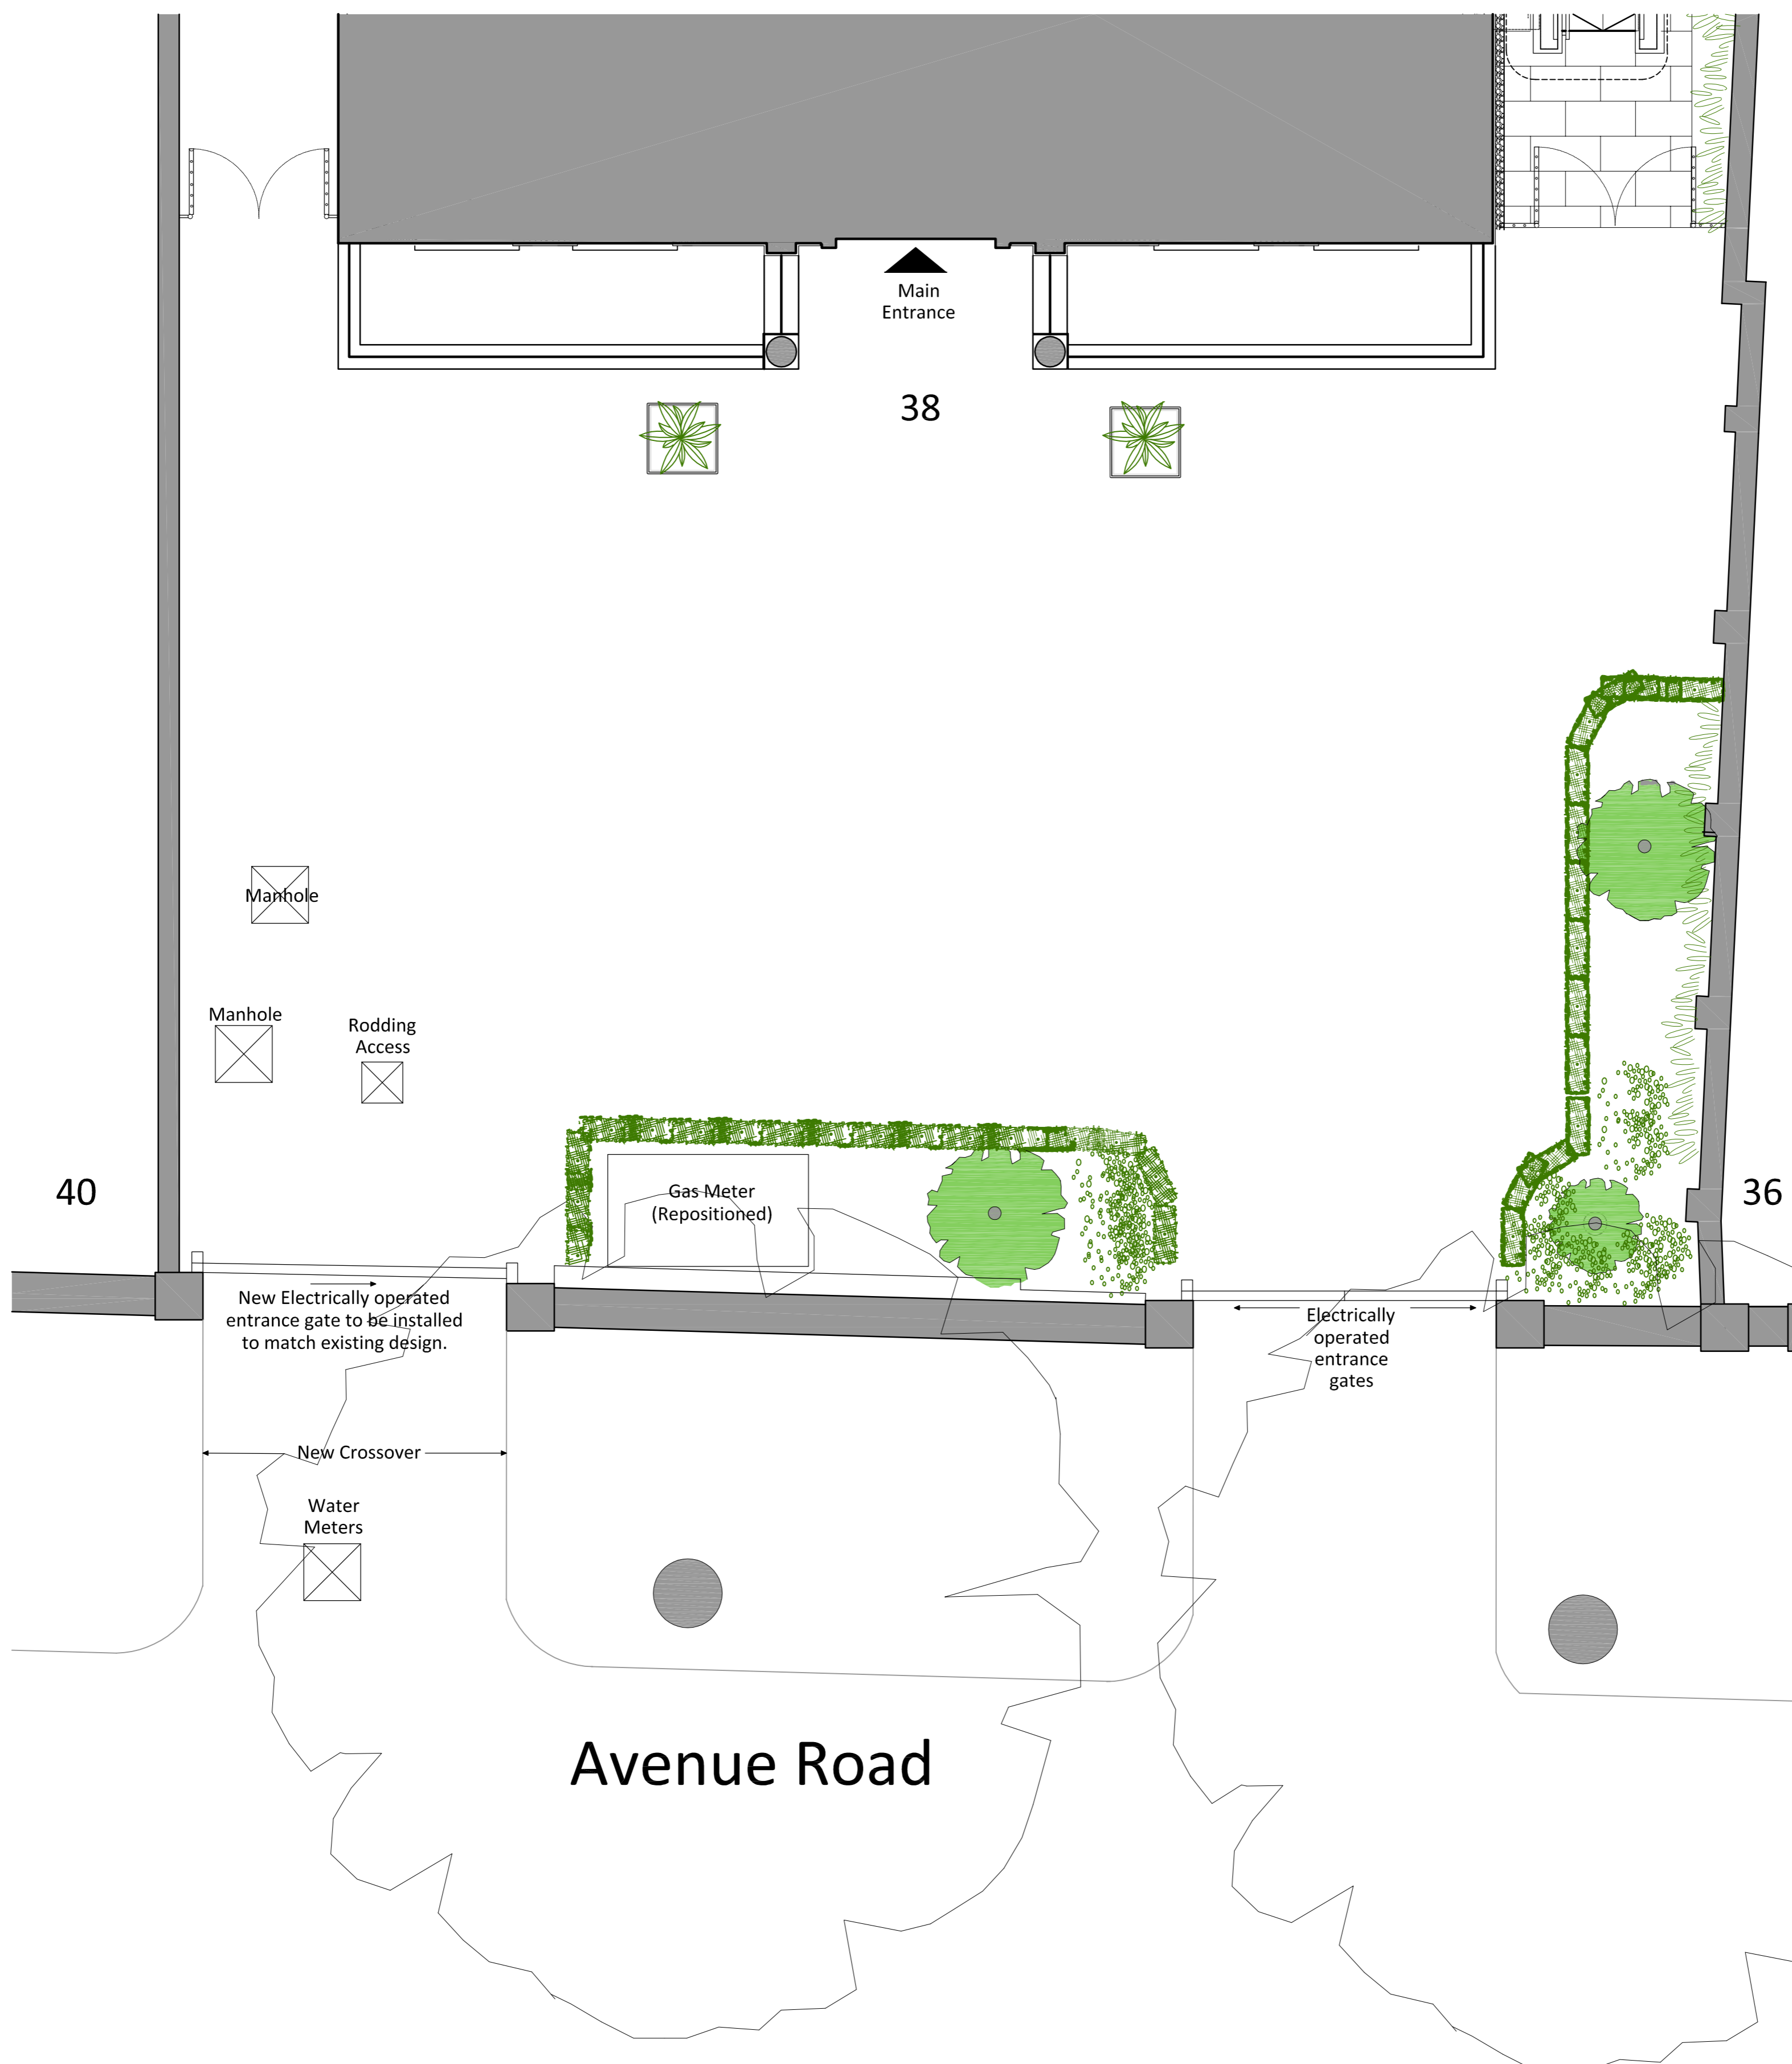 Main
Entrance
38
Manhole
Manhole
Rodding
Access
40
Gas Meter
(Repositioned)
36
New Electrically operated
entrance gate to be installed
to match existing design.
Electrically
operated
entrance
gates
New Crossover
Water
Meters
Avenue Road